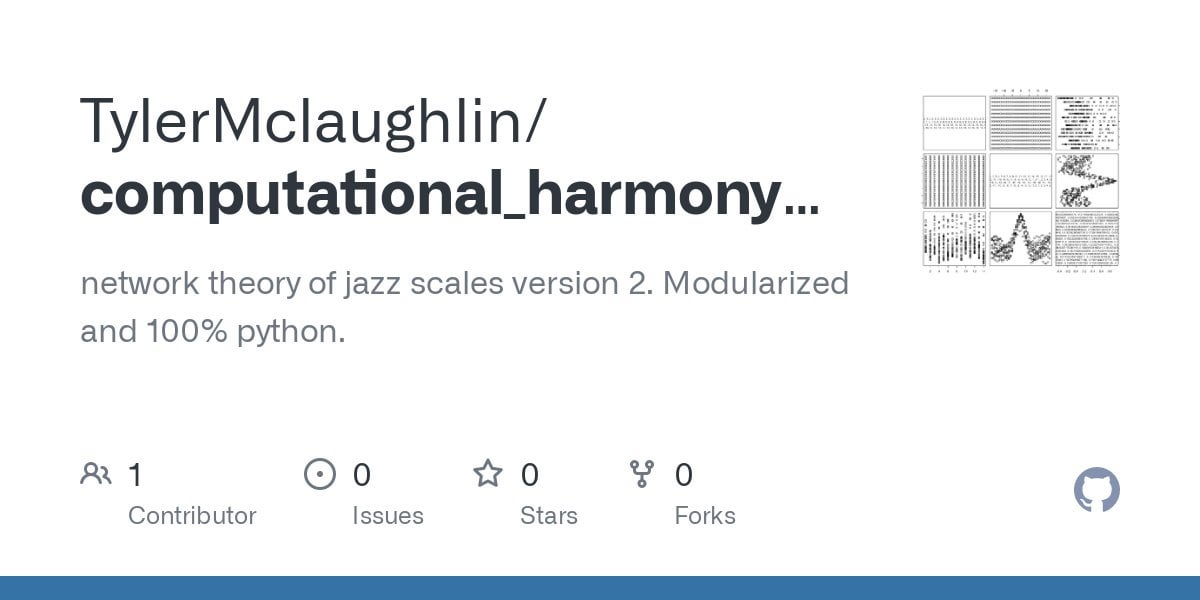 TylerMclaughlin/
computational_harmony...
network theory of jazz scales version 2. Modularized
and 100% python.
1
Contributor
0
Issues
0
Stars
0
Forks